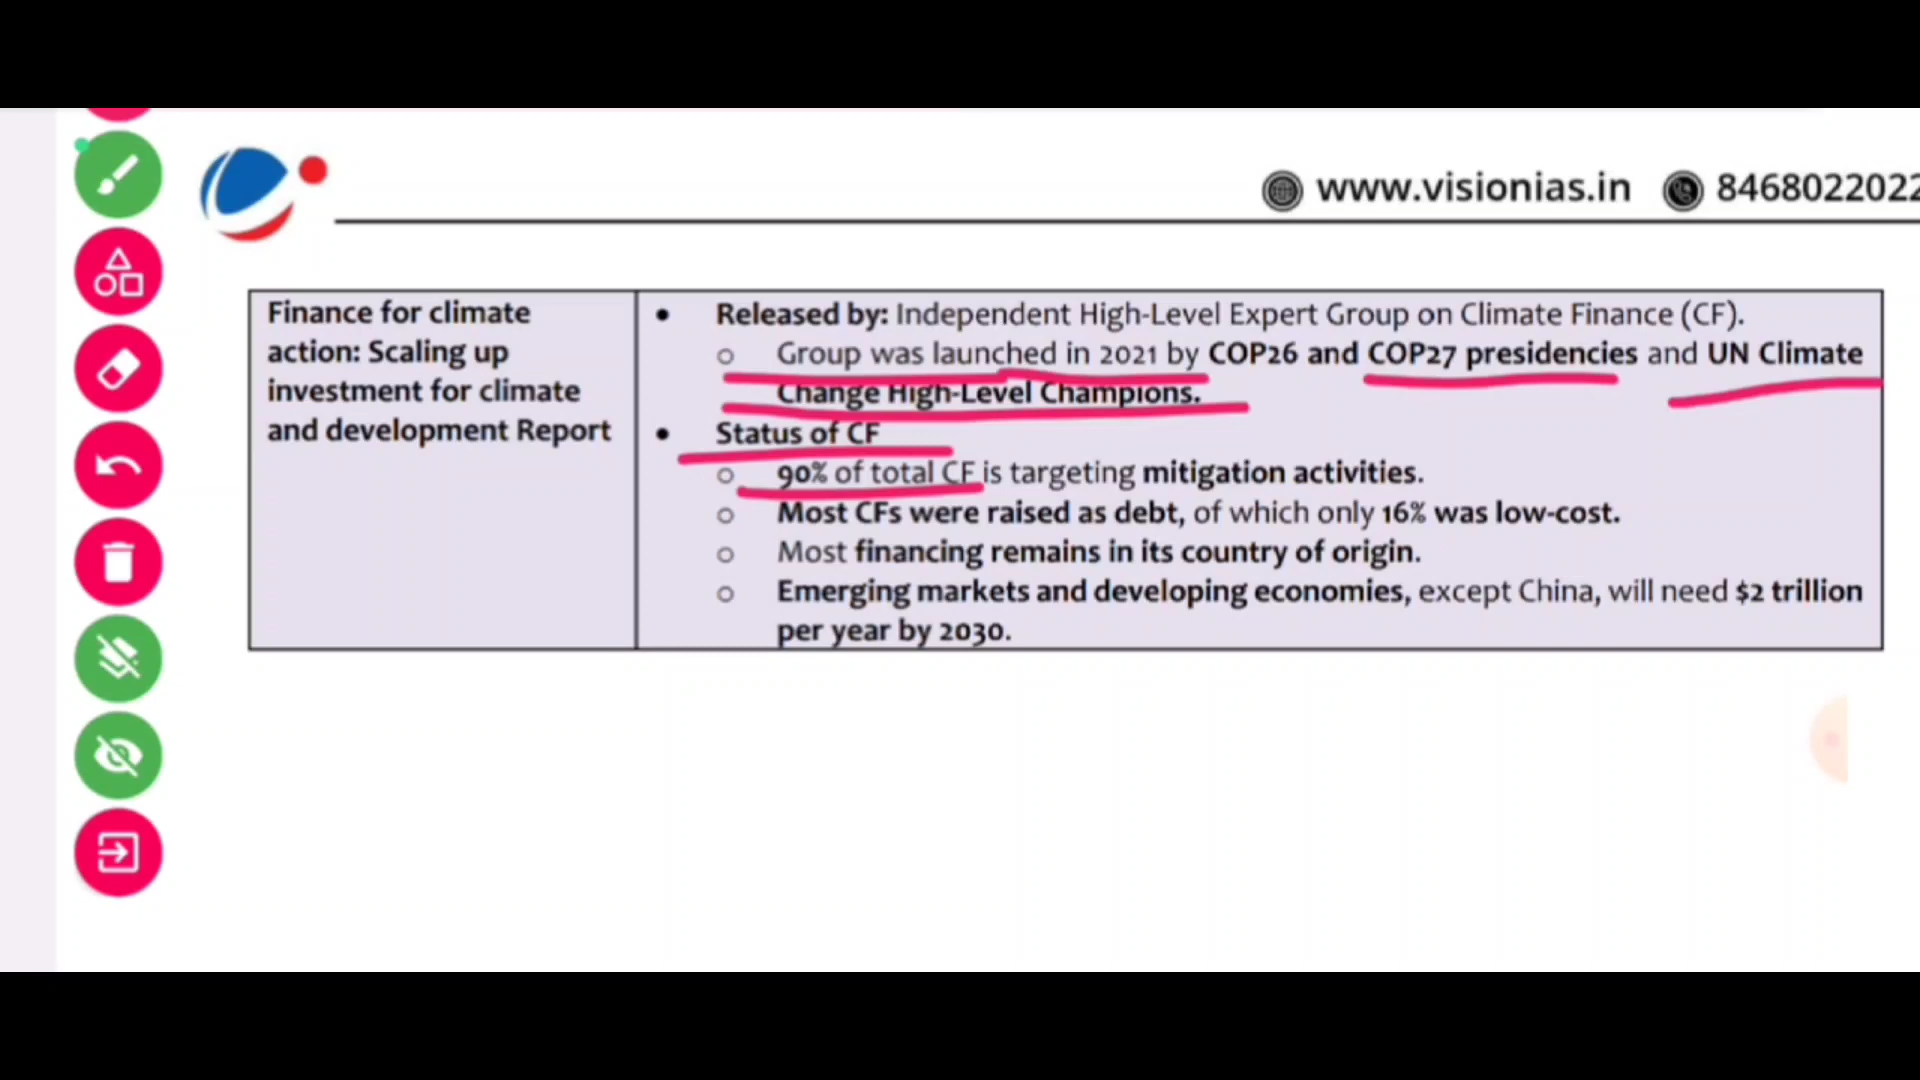 www.visionias.in 8468022022
Finance for climate
action: Scaling up
investment for climate
and development Report
• Released by: Independent High-Level Expert Group on Climate Finance (CF).
o Group was launched in 2021 by COP26 and COP27 presidencies and UN Climate
Change High-Level Champions.
• Status of CF
o 90% of total CF is targeting mitigation activities.
o Most CFs were raised as debt, of which only 16% was low-cost.
o Most financing remains in its country of origin.
o Emerging markets and developing economies, except China, will need $2 trillion
per year by 2030.